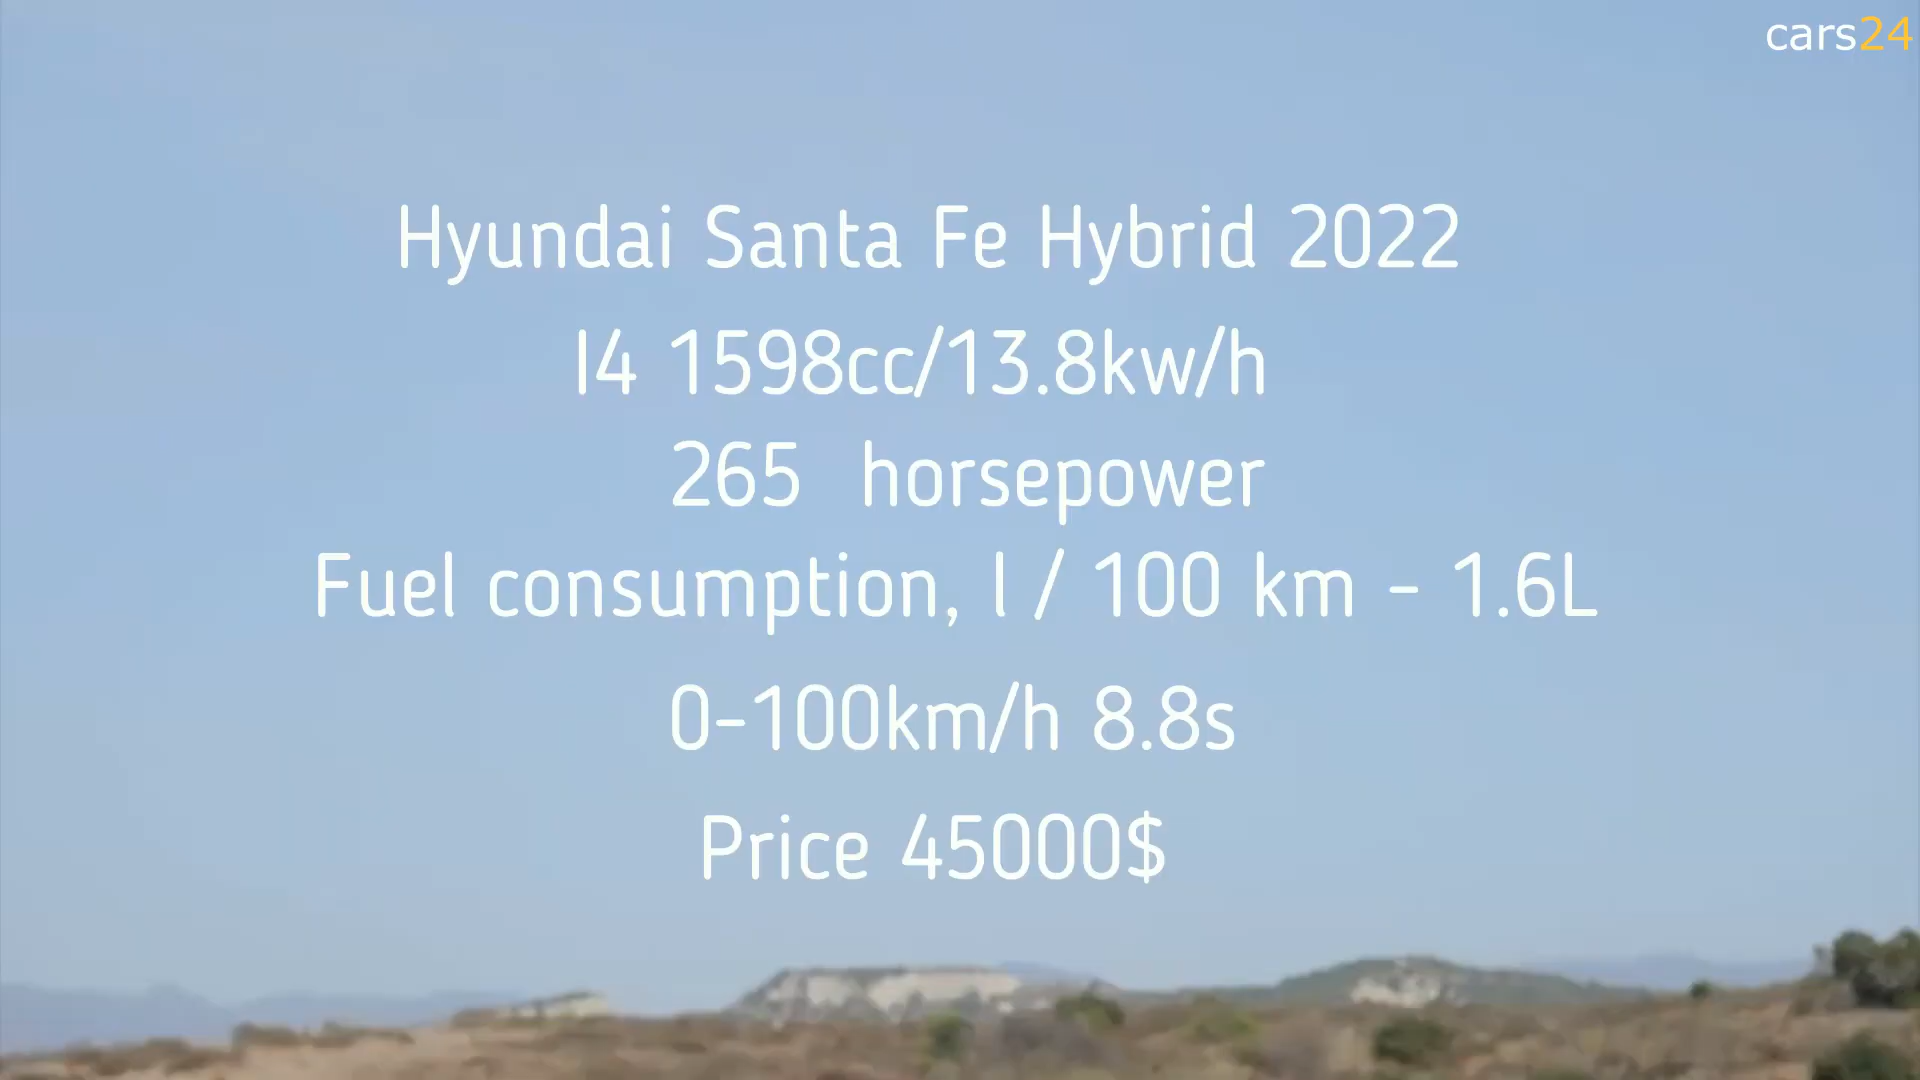 cars24
Hyundai Santa Fe Hybrid 2022
I4 1598cc/13.8kw/h
265 horsepower
Fuel consumption, l / 100 km - 1.6L
0-100km/h 8.8s
Price 45000$